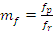 m_f = f_p / f_r